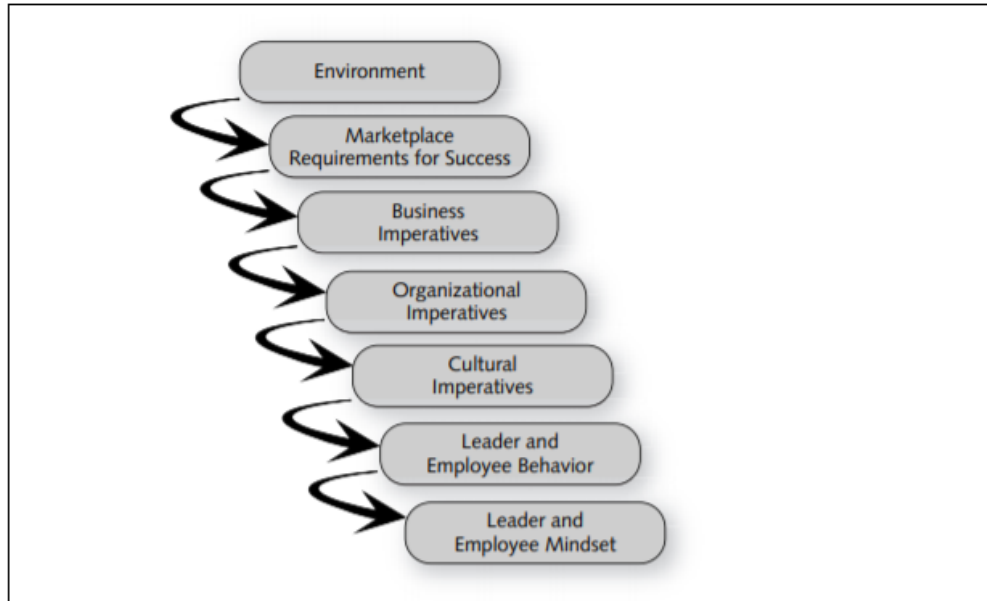 Environment
Marketplace
Requirements for Success
Business
Imperatives
Organizational
Imperatives
Cultural
Imperatives
Leader and
Employee Behavior
Leader and
Employee Mindset